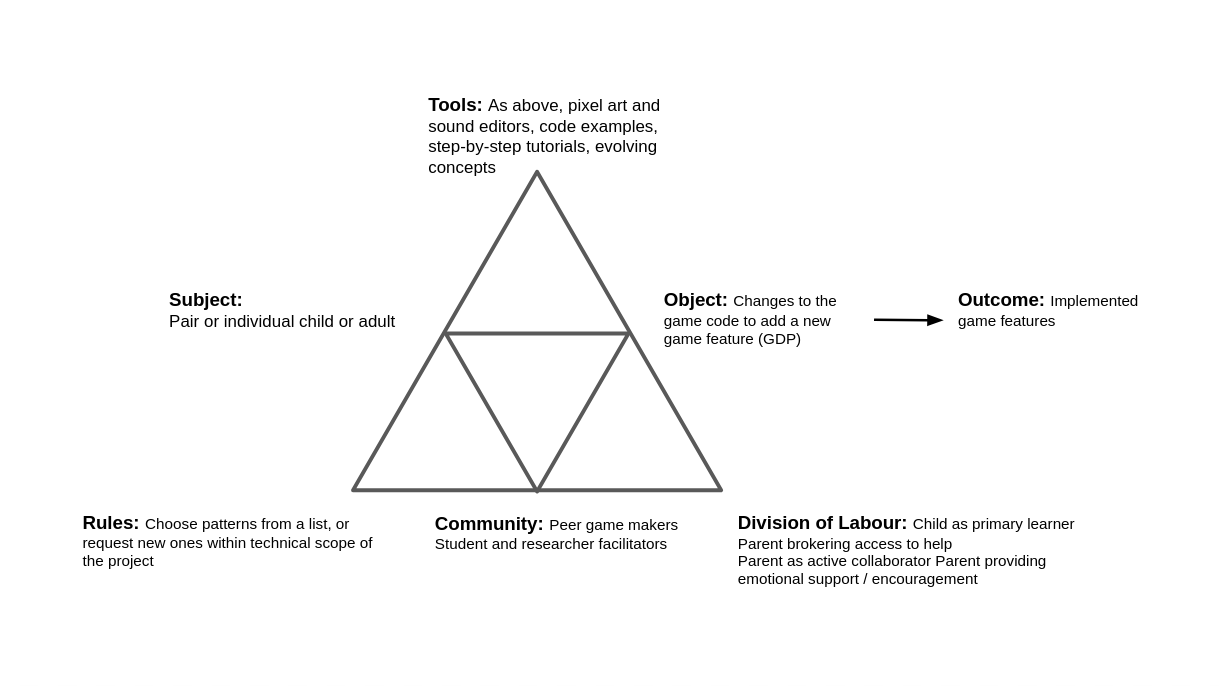 Tools: As above, pixel art and
sound editors, code examples,
step-by-step tutorials, evolving
concepts
Subject:
Pair or individual child or adult
Object: Changes to the
game code to add a new
game feature (GDP)
Outcome: Implemented
game features
Rules: Choose patterns from a list, or
request new ones within technical scope of
the project
Community: Peer game makers
Student and researcher facilitators
Division of Labour: Child as primary learner
Parent brokering access to help
Parent as active collaborator Parent providing
emotional support / encouragement